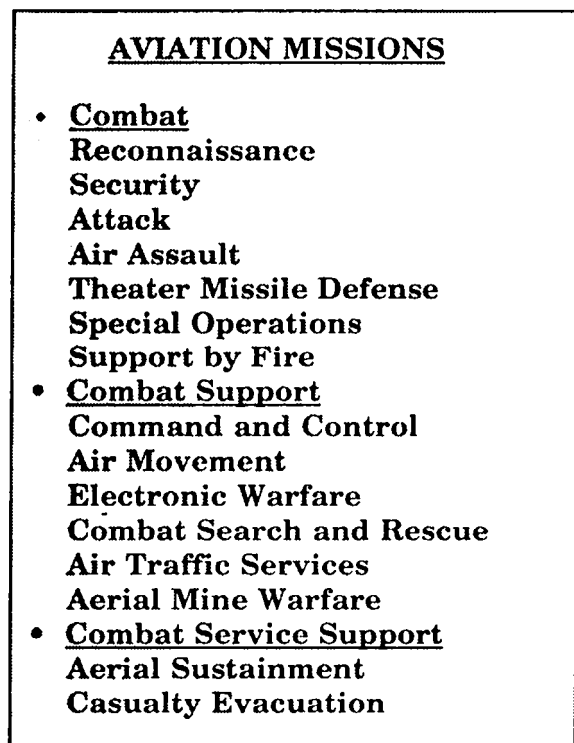 AVIATION MISSIONS
• Combat
Reconnaissance
Security
Attack
Air Assault
Theater Missile Defense
Special Operations
Support by Fire
• Combat Support
Command and Control
Air Movement
Electronic Warfare
Combat Search and Rescue
Air Traffic Services
Aerial Mine Warfare
• Combat Service Support
Aerial Sustainment
Casualty Evacuation